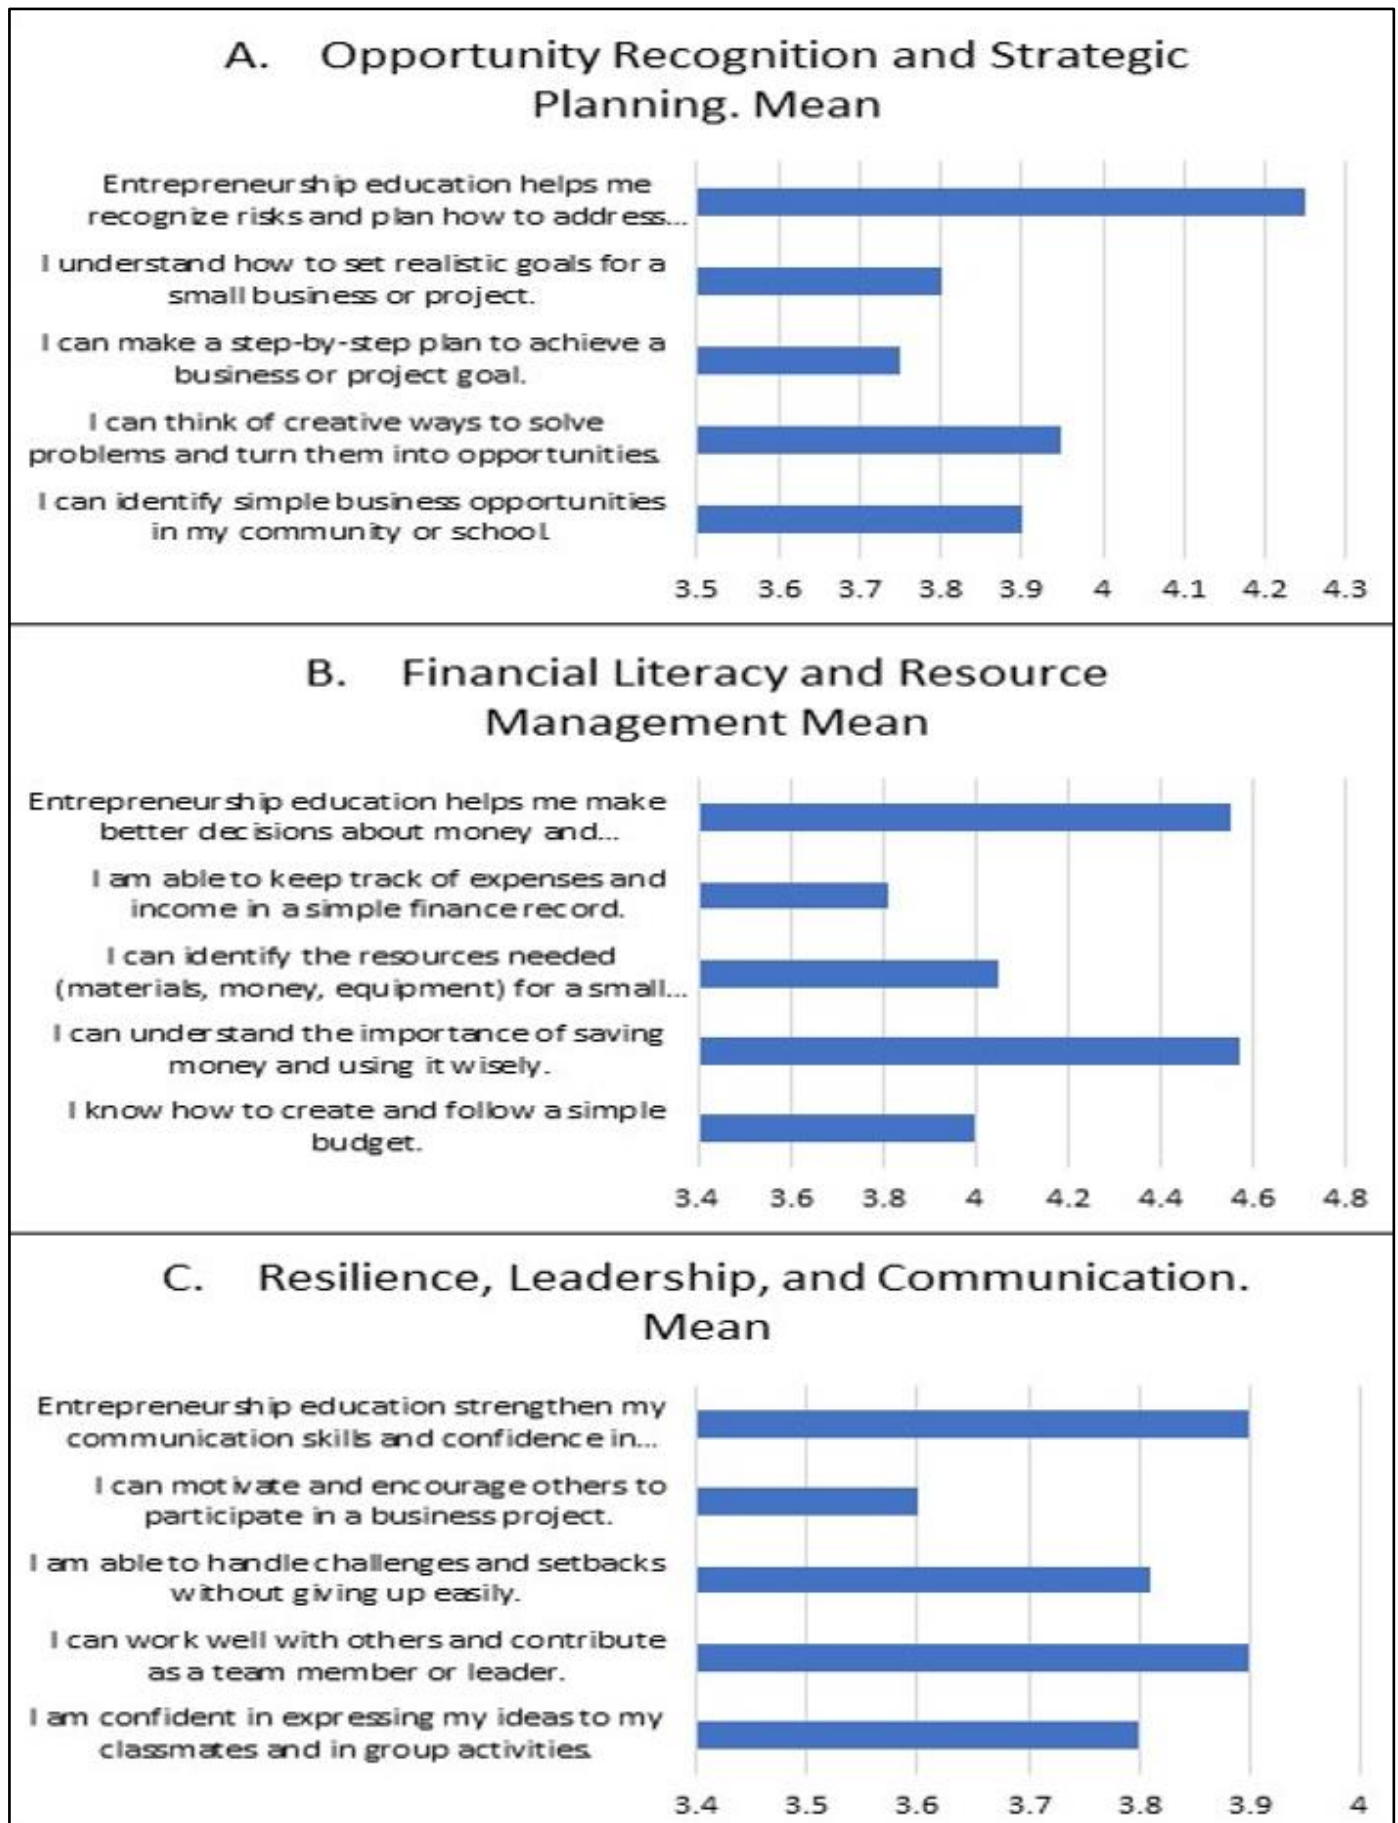 A. Opportunity Recognition and Strategic
Planning. Mean
Entrepreneurship education helps me
recognize risks and plan how to address...
I understand how to set realistic goals for a
small business or project.
I can make a step-by-step plan to achieve a
business or project goal.
I can think of creative ways to solve
problems and turn them into opportunities.
I can identify simple business opportunities
in my community or school.
3.5 3.6 3.7 3.8 3.9 4 4.1 4.2 4.3
B. Financial Literacy and Resource
Management Mean
Entrepreneurship education helps me make
better decisions about money and...
I am able to keep track of expenses and
income in a simple finance record.
I can identify the resources needed
(materials, money, equipment) for a small...
I can understand the importance of saving
money and using it wisely.
I know how to create and follow a simple
budget.
3.4 3.6 3.8 4 4.2 4.4 4.6 4.8
C. Resilience, Leadership, and Communication.
Mean
Entrepreneurship education strengthen my
communication skills and confidence in...
I can motivate and encourage others to
participate in a business project.
I am able to handle challenges and setbacks
without giving up easily.
I can work well with others and contribute
as a team member or leader.
I am confident in expressing my ideas to my
classmates and in group activities.
3.4 3.5 3.6 3.7 3.8 3.9 4